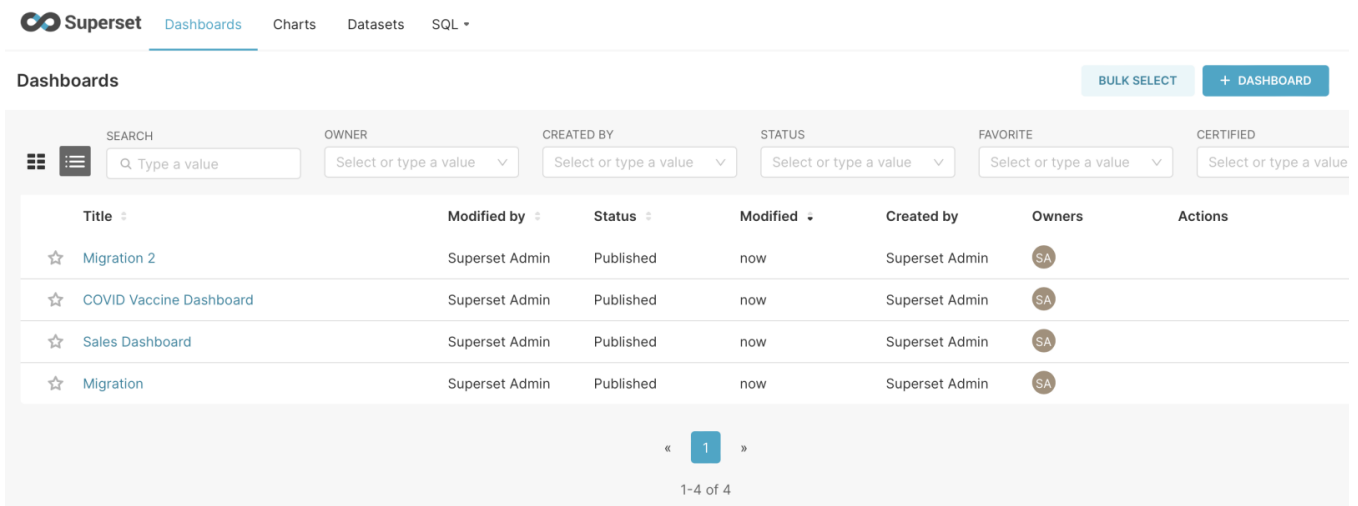 Superset Dashboards Charts Datasets SQL
Dashboards BULK SELECT + DASHBOARD
SEARCH OWNER CREATED BY STATUS FAVORITE CERTIFIED
Type a value Select or type a value Select or type a value Select or type a value Select or type a value Select or type a value
Title Modified by Status Modified Created by Owners Actions
Migration 2 Superset Admin Published now Superset Admin SA
COVID Vaccine Dashboard Superset Admin Published now Superset Admin SA
Sales Dashboard Superset Admin Published now Superset Admin SA
Migration Superset Admin Published now Superset Admin SA
« 1 »
1-4 of 4